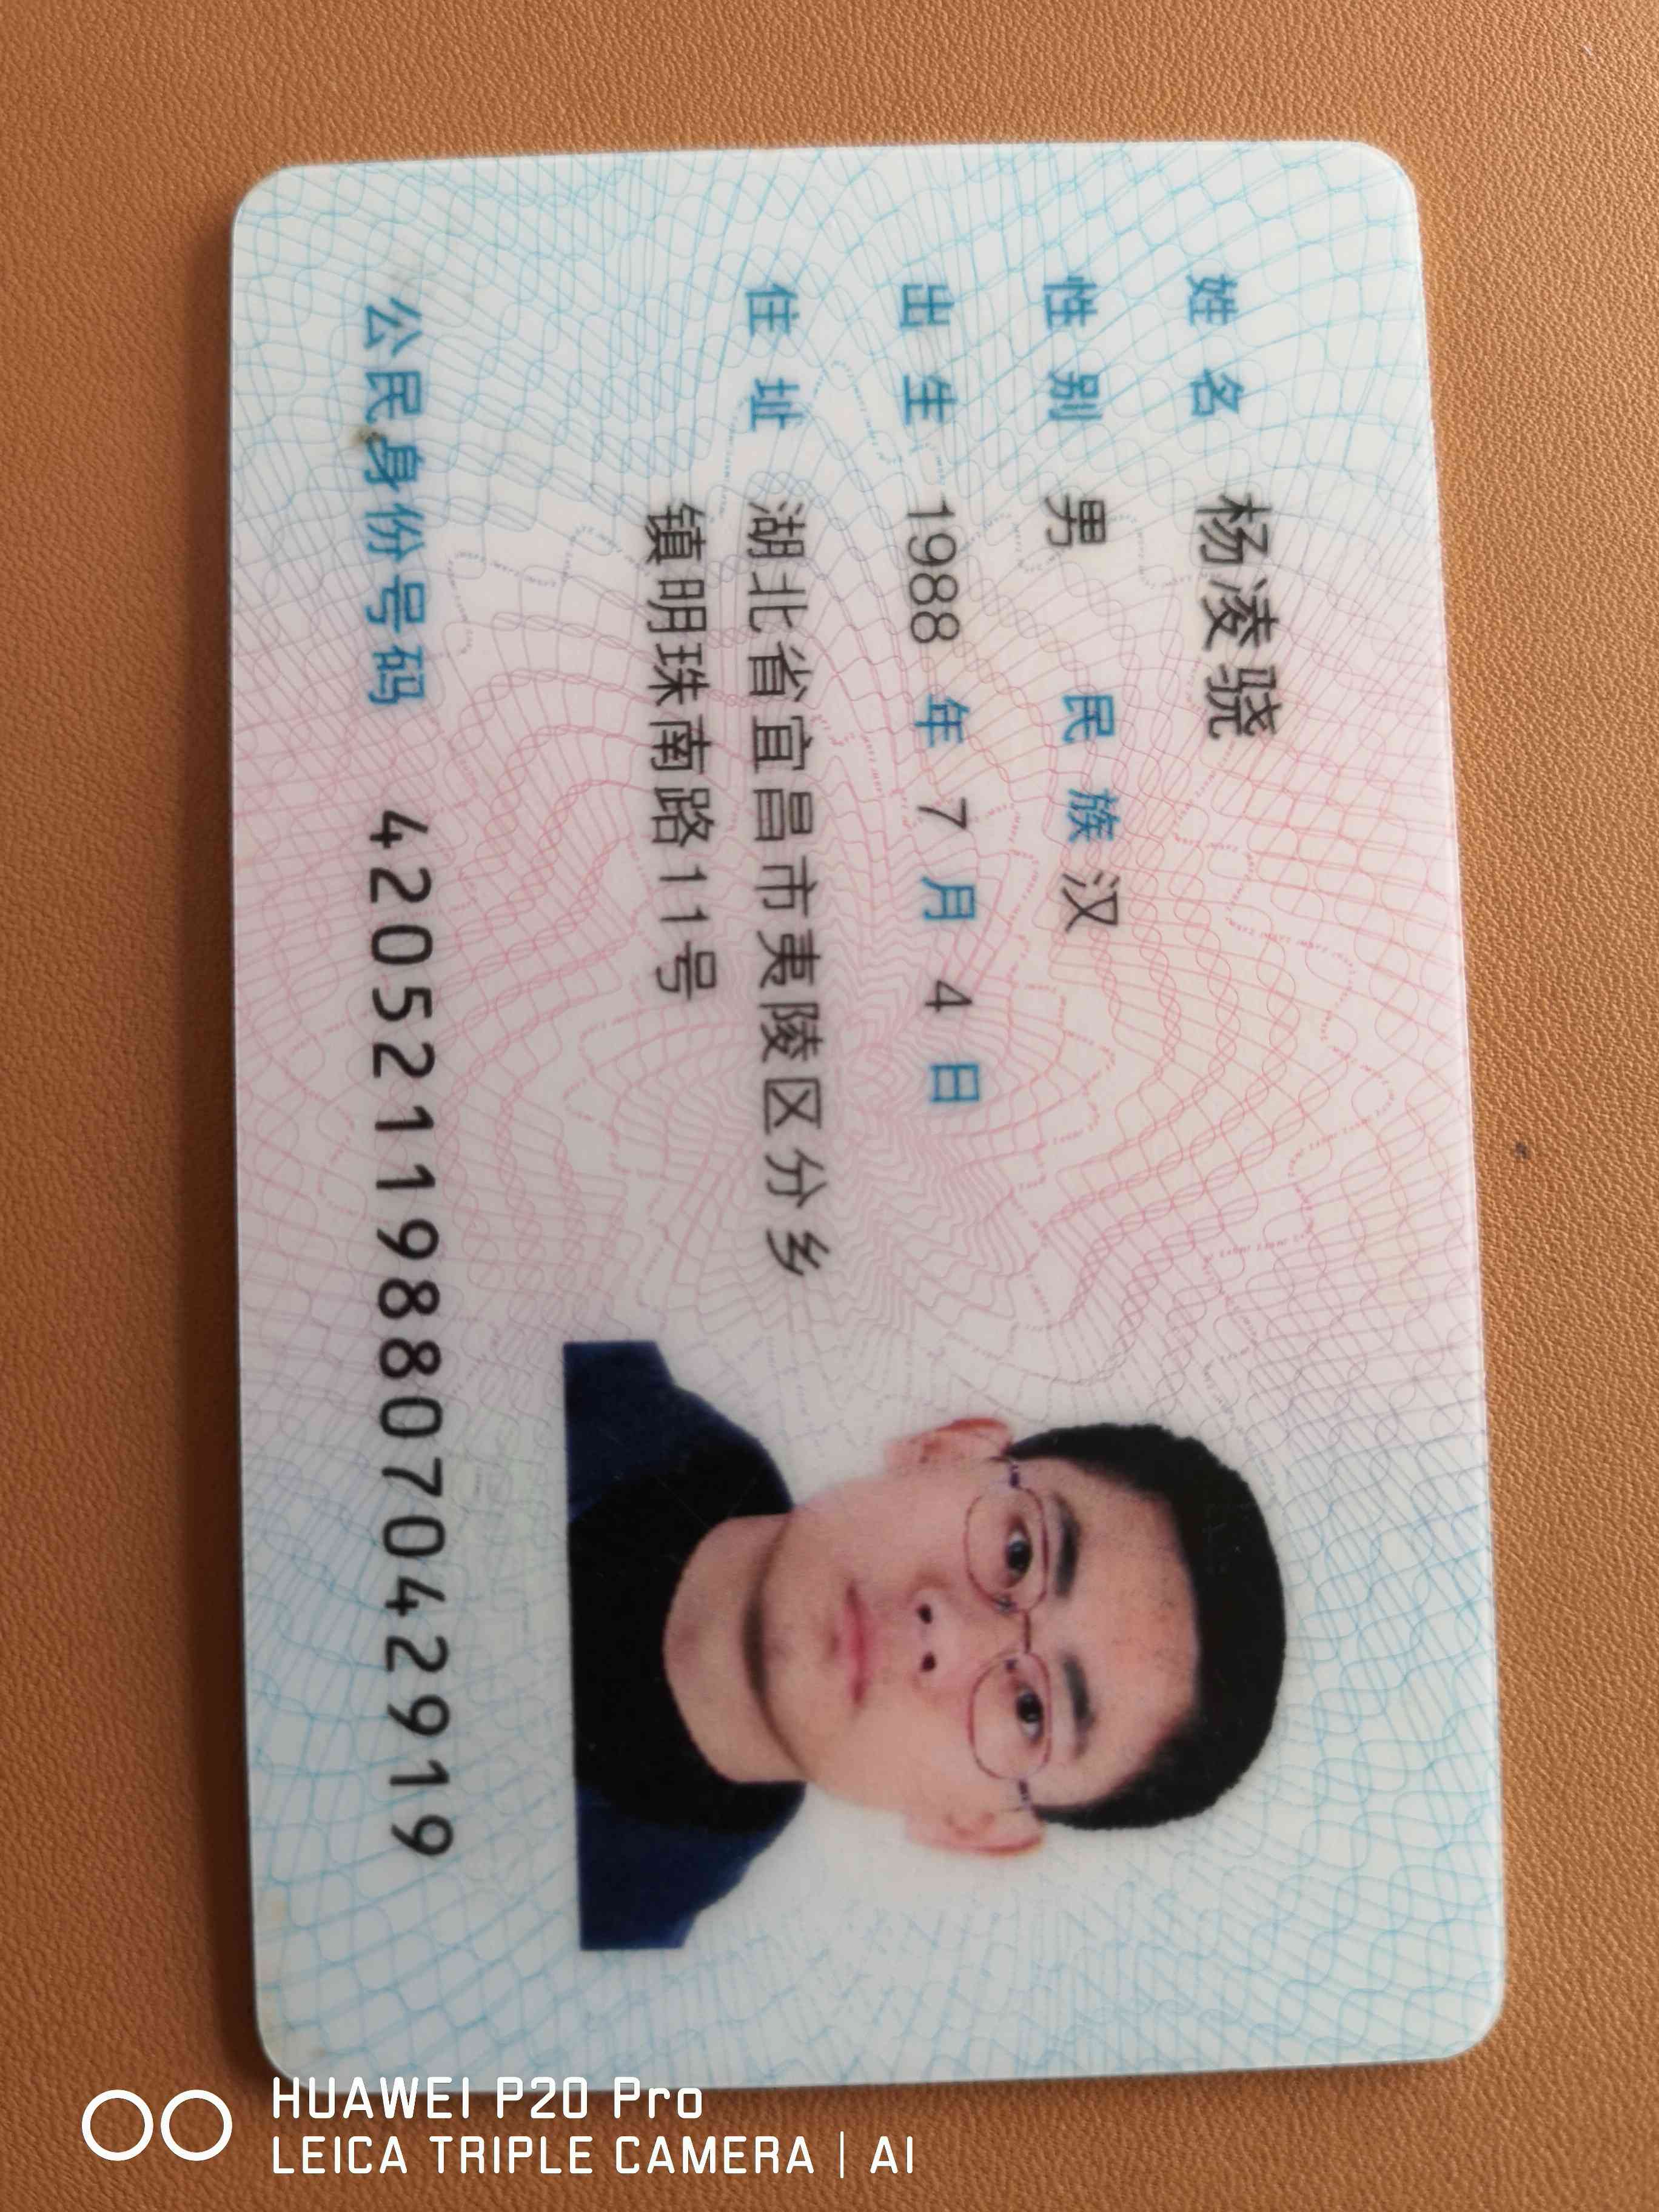 姓名 杨凌骁
性别 男 民族 汉
出生 1988 年 7 月 4 日
住址 湖北省宜昌市夷陵区分乡
镇明珠南路11号
公民身份号码 420521198807042919
HUAWEI P20 Pro
LEICA TRIPLE CAMERA | AI